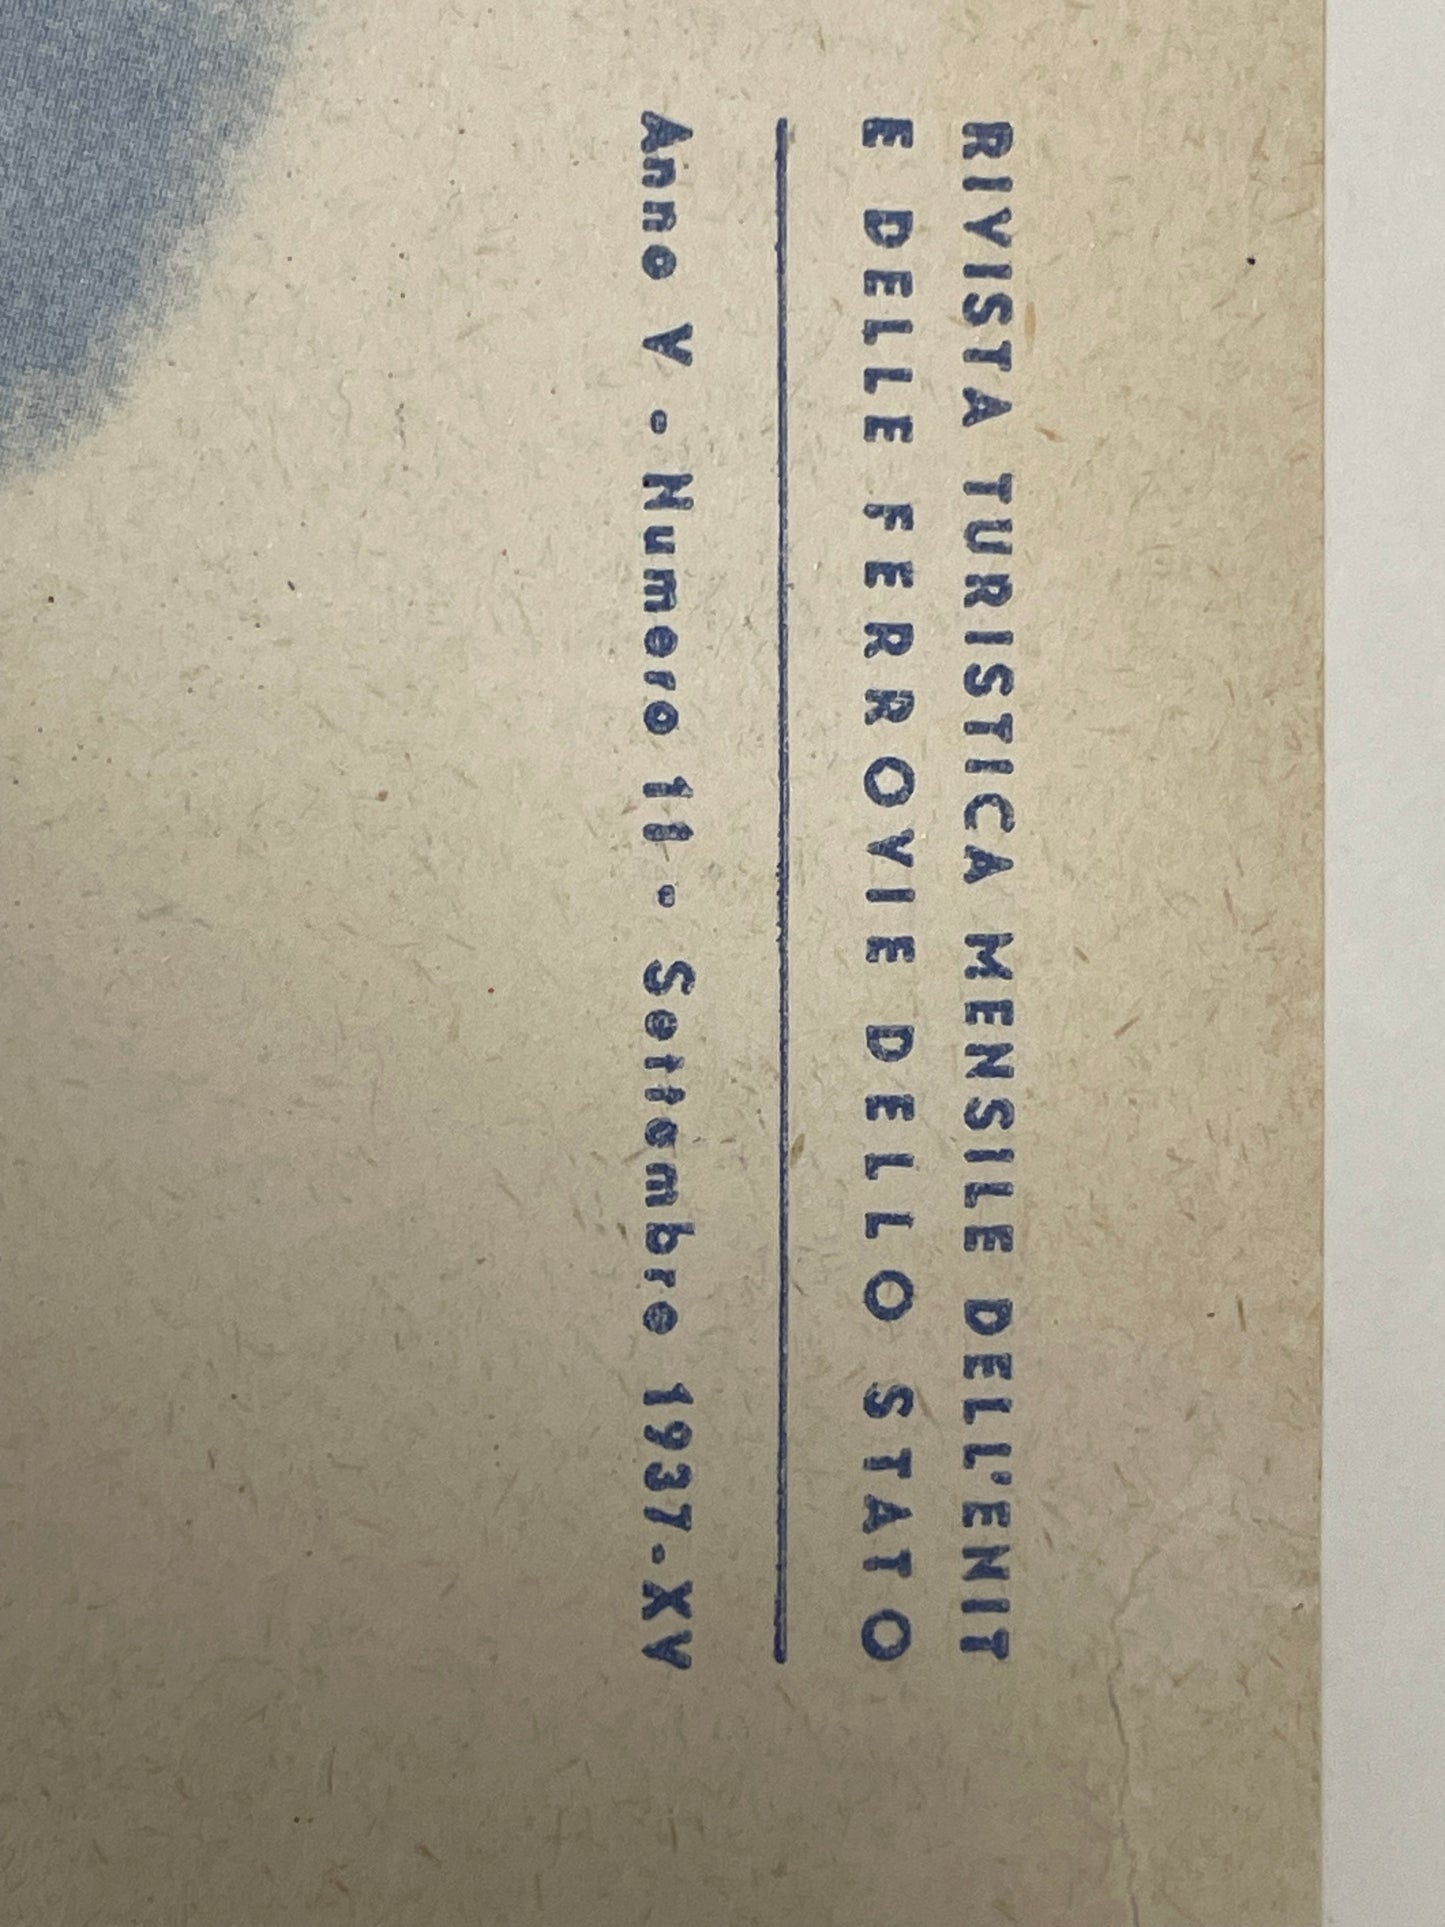 RIVISTA TURISTICA MENSILE DELL'ENIT
E DELLE FERROVIE DELLO STATO
Anno V - Numero 11 - Settembre 1937-XV